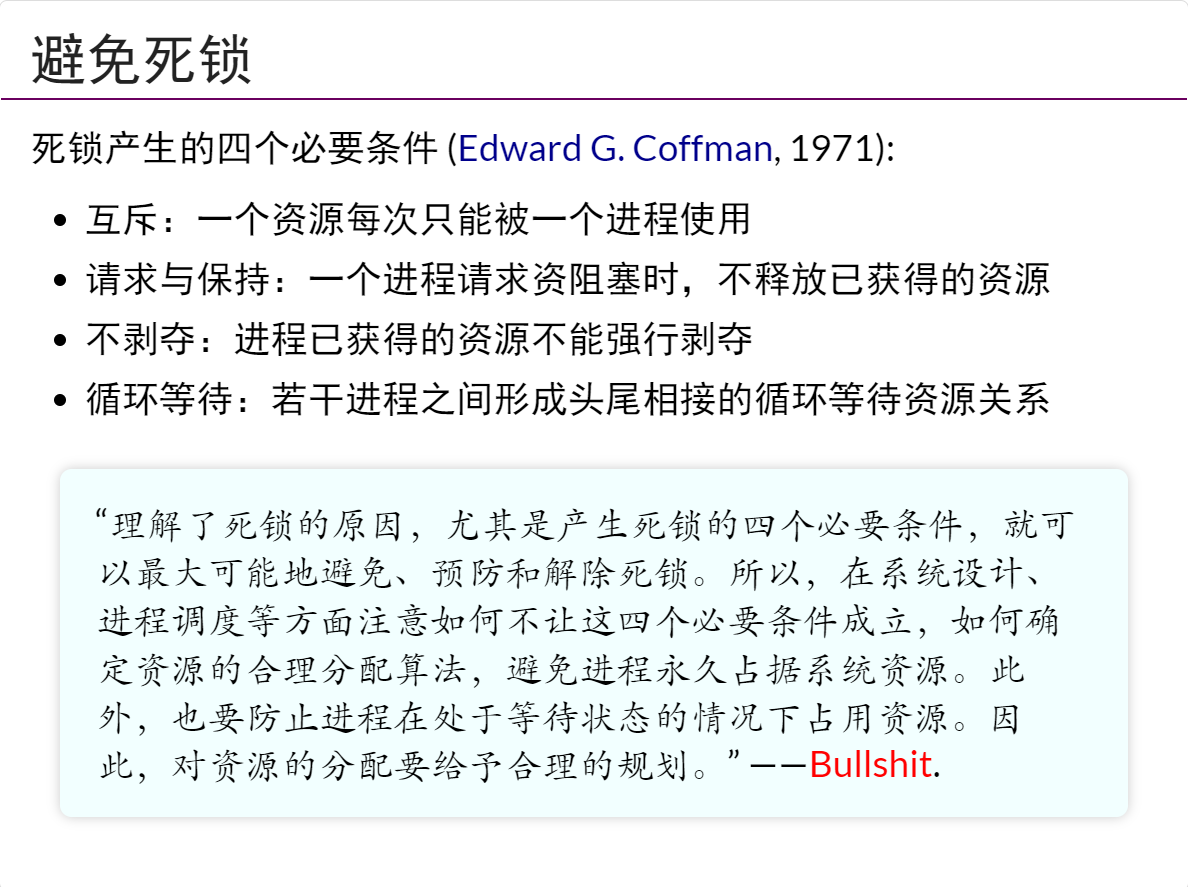 避免死锁
死锁产生的四个必要条件 (Edward G. Coffman, 1971):
• 互斥：一个资源每次只能被一个进程使用
• 请求与保持：一个进程请求资阻塞时，不释放已获得的资源
• 不剥夺：进程已获得的资源不能强行剥夺
• 循环等待：若干进程之间形成头尾相接的循环等待资源关系
“理解了死锁的原因，尤其是产生死锁的四个必要条件，就可
以最大可能地避免、预防和解除死锁。所以，在系统设计、
进程调度等方面注意如何不让这四个必要条件成立，如何确
定资源的合理分配算法，避免进程永久占据系统资源。此
外，也要防止进程在处于等待状态的情况下占用资源。因
此，对资源的分配要给予合理的规划。” ——Bullshit.